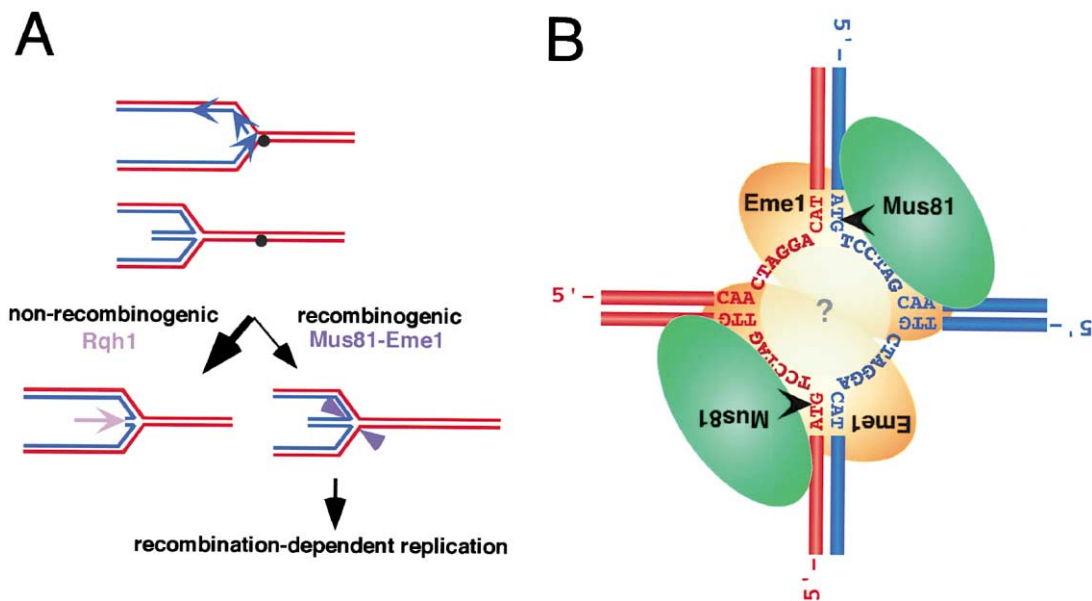 A
non-recombinogenic
Rqh1
recombinogenic
Mus81-Eme1
recombination-dependent replication
B
5'-
Eme1
CAT
ATG
Mus81
CTAGGA
TCCTAG
5'-
CAA
TTG
?
CAA
TTG
5'-
TCCTAG
CTAGGA
Mus81
ATG
CAT
Eme1
5'-